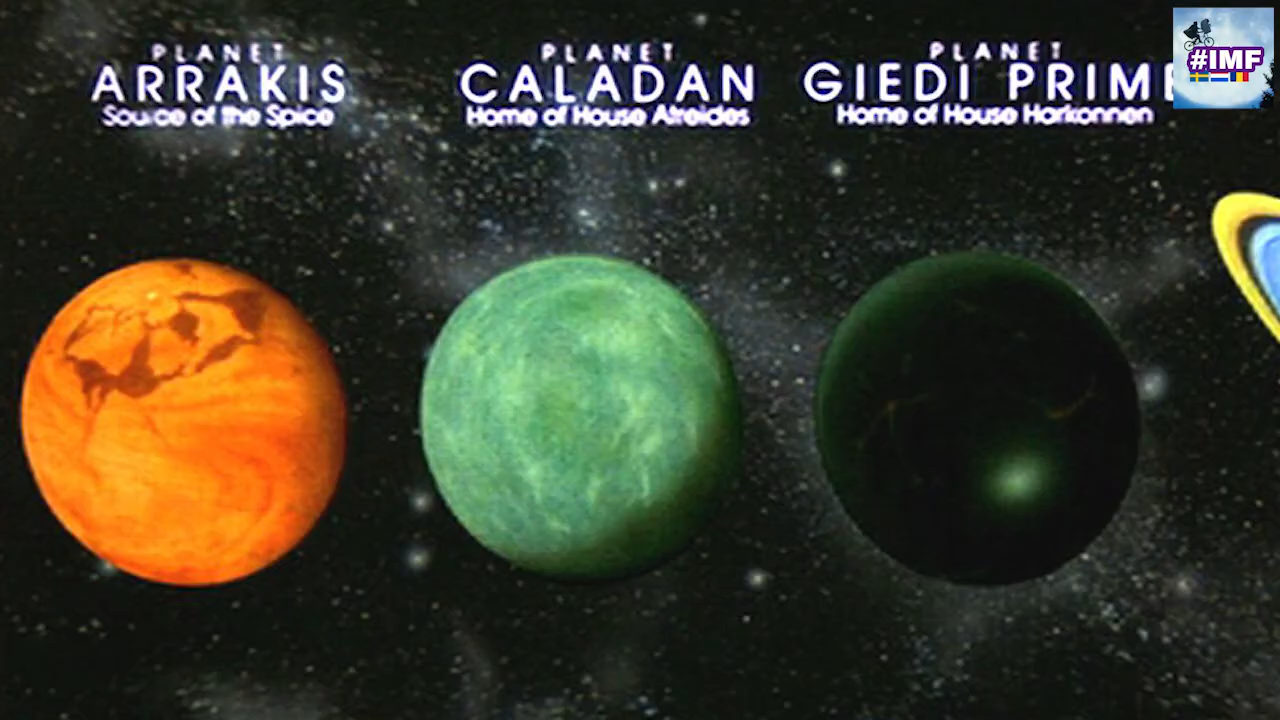 PLANET
ARRAKIS
Source of the Spice
PLANET
CALADAN
Home of House Atreides
PLANET
GIEDI PRIME
Home of House Harkonnen
#IMF